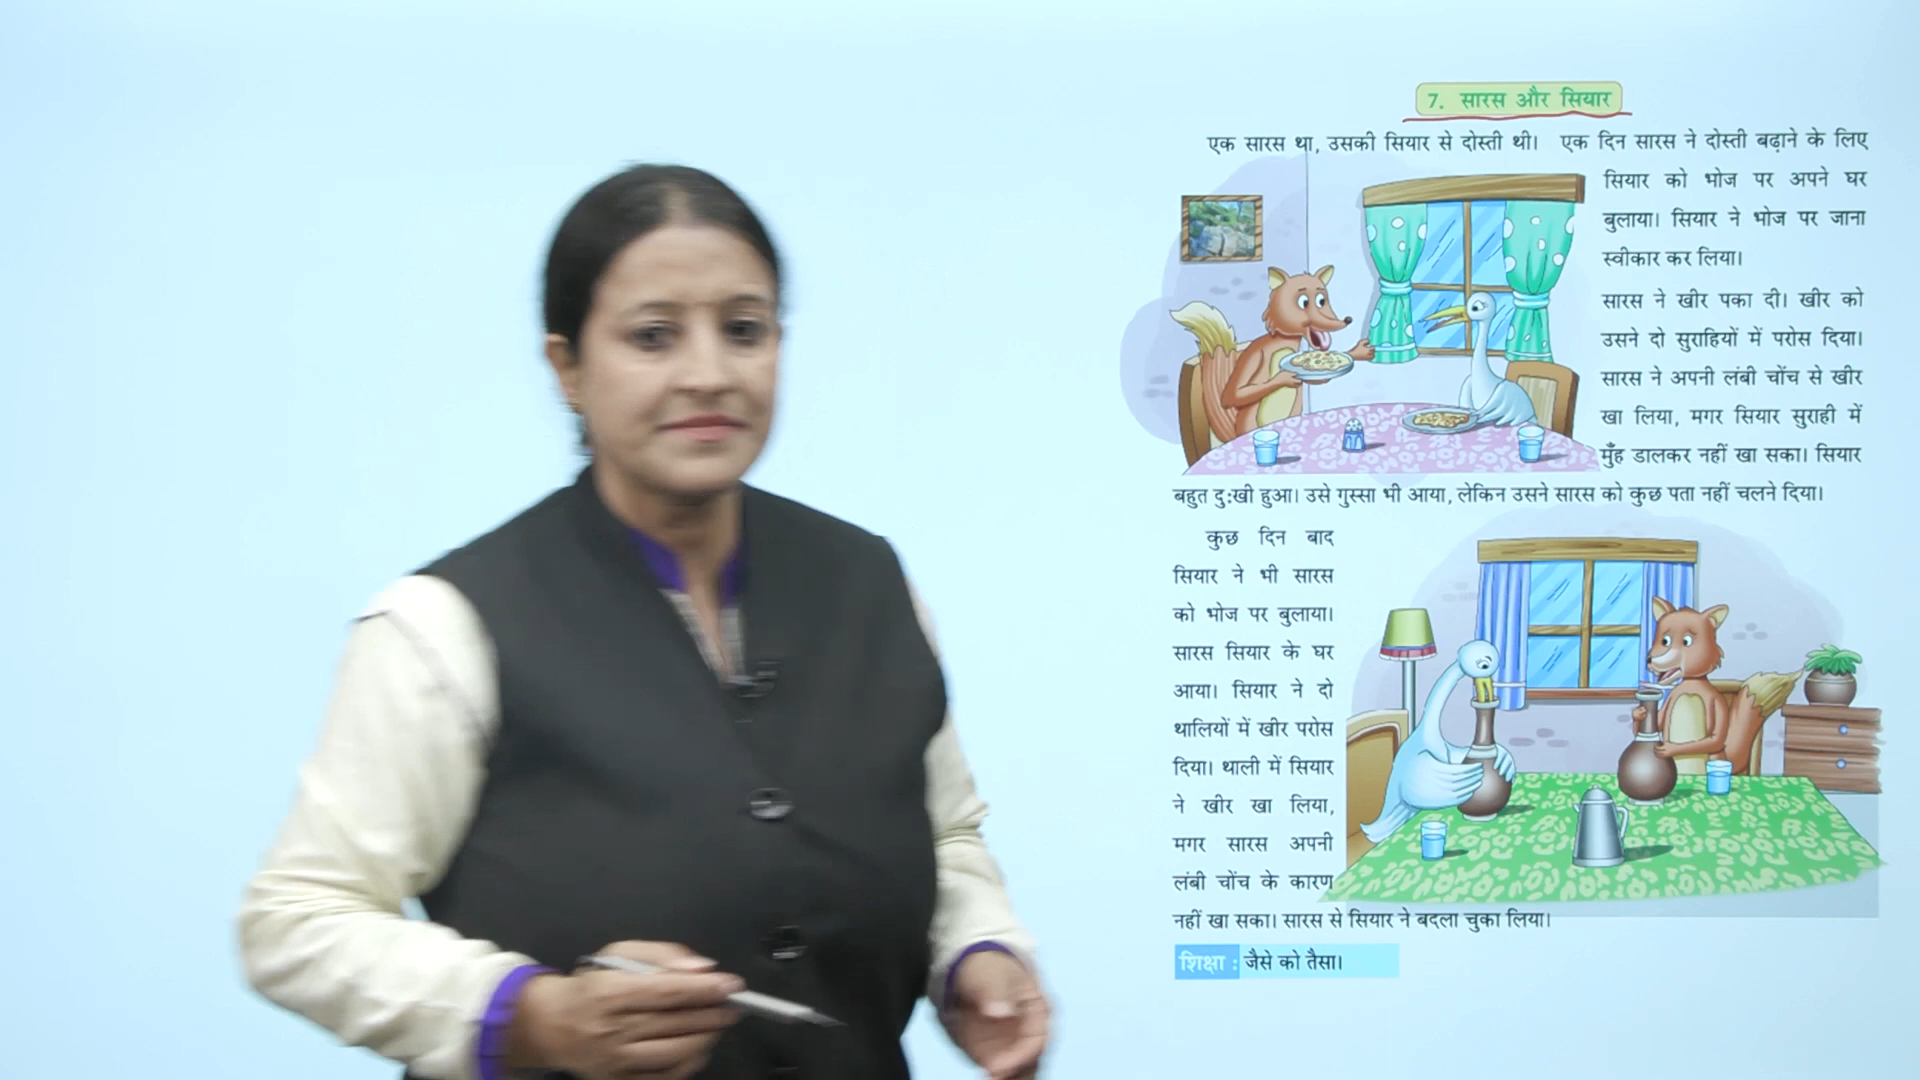 7. सारस और सियार
एक सारस था, उसकी सियार से दोस्ती थी। एक दिन सारस ने दोस्ती बढ़ाने के लिए
सियार को भोज पर अपने घर
बुलाया। सियार ने भोज पर जाना
स्वीकार कर लिया।
सारस ने खीर पका दी। खीर को
उसने दो सुराहियों में परोस दिया।
सारस ने अपनी लंबी चोंच से खीर
खा लिया, मगर सियार सुराही में
मुँह डालकर नहीं खा सका। सियार
बहुत दु:खी हुआ। उसे गुस्सा भी आया, लेकिन उसने सारस को कुछ पता नहीं चलने दिया।
कुछ दिन बाद
सियार ने भी सारस
को भोज पर बुलाया।
सारस सियार के घर
आया। सियार ने दो
थालियों में खीर परोस
दिया। थाली में सियार
ने खीर खा लिया,
मगर सारस अपनी
लंबी चोंच के कारण
नहीं खा सका। सारस से सियार ने बदला चुका लिया।
शिक्षा : जैसे को तैसा।